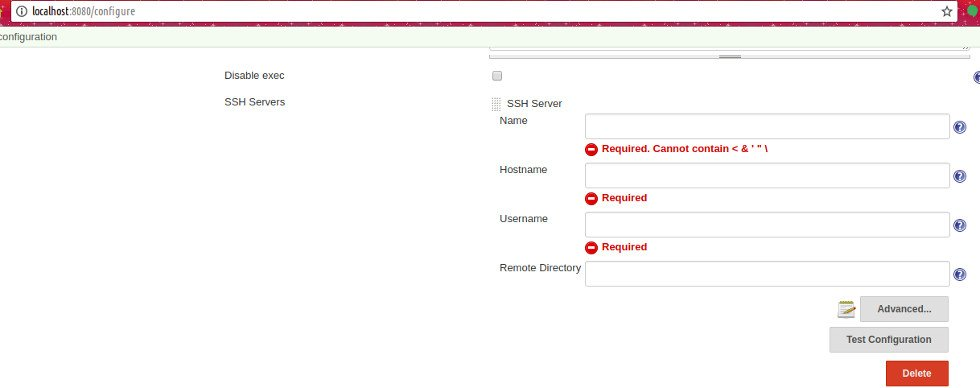 localhost:8080/configure
configuration
Disable exec
SSH Servers
SSH Server
Name
Required. Cannot contain < & ' " \
Hostname
Required
Username
Required
Remote Directory
Advanced...
Test Configuration
Delete